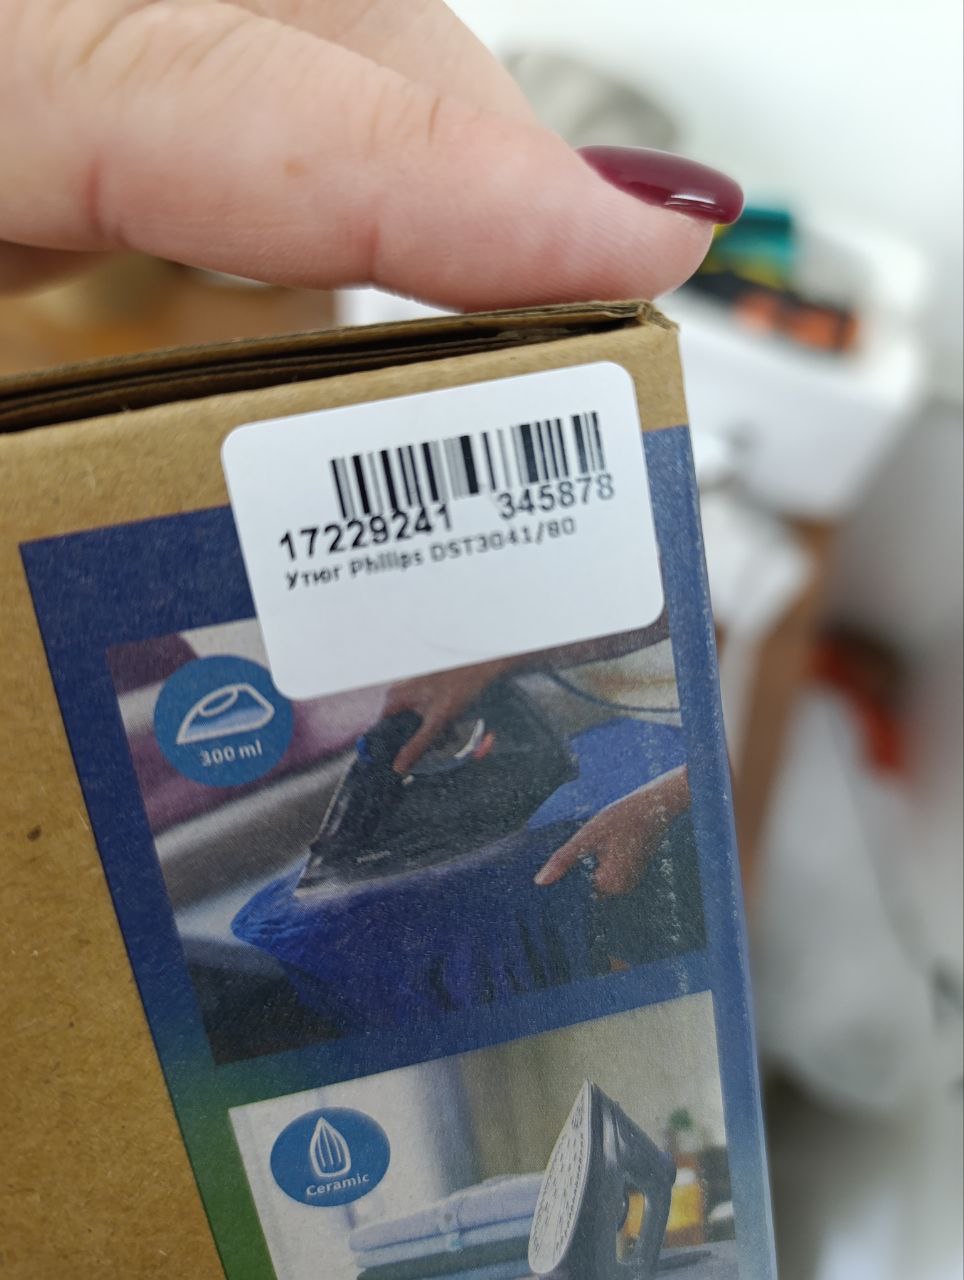 17229241 345878
Утюг Philips DST3041/80
300 ml
Ceramic